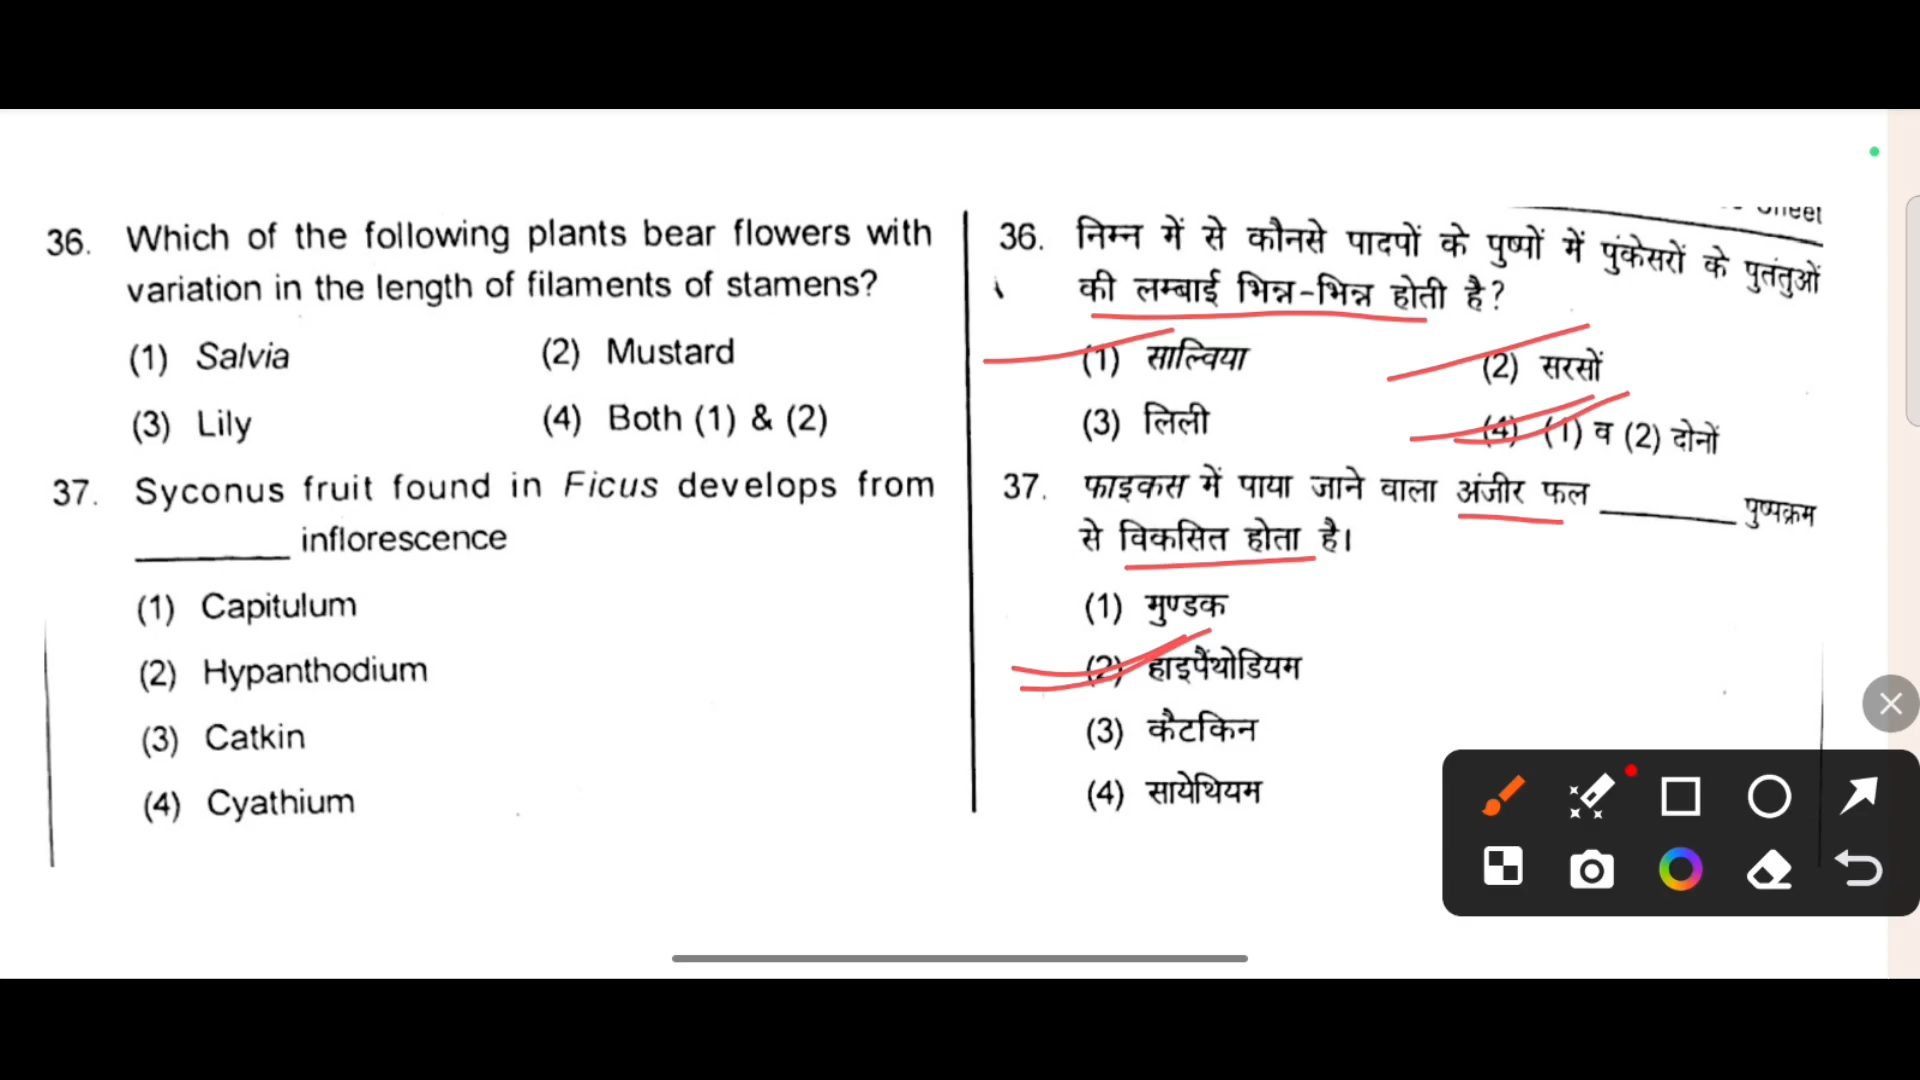 36. Which of the following plants bear flowers with
variation in the length of filaments of stamens?
(1) Salvia (2) Mustard
(3) Lily (4) Both (1) & (2)
37. Syconus fruit found in Ficus develops from
________ inflorescence
(1) Capitulum
(2) Hypanthodium
(3) Catkin
(4) Cyathium
36. निम्न में से कौनसे पादपों के पुष्पों में पुंकेसरों के पुतंतुओं
की लम्बाई भिन्न-भिन्न होती है?
(1) साल्विया (2) सरसों
(3) लिली (4) (1) व (2) दोनों
37. फाइकस में पाया जाने वाला अंजीर फल ________ पुष्पक्रम
से विकसित होता है।
(1) मुण्डक
(2) हाइपैंथोडियम
(3) कैटकिन
(4) सायेथियम